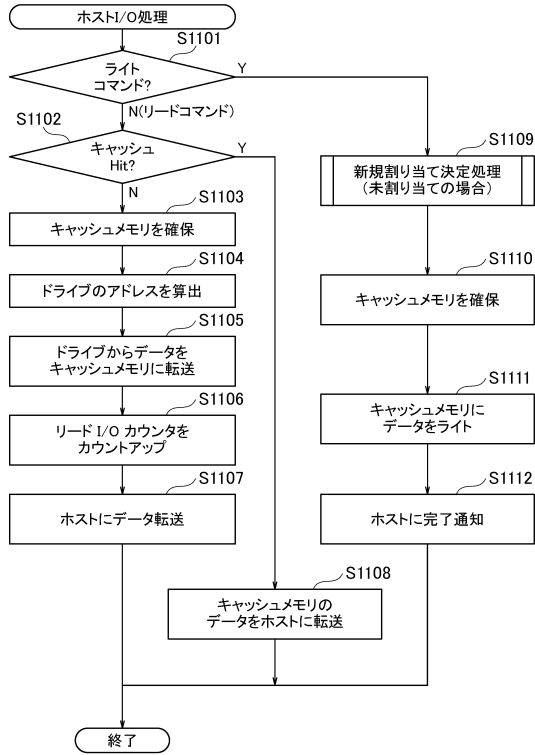 ホストI/O処理
S1101
ライト
コマンド?
Y
N(リードコマンド)
S1102
キャッシュ
Hit?
Y
N
S1103
キャッシュメモリを確保
S1104
ドライブのアドレスを算出
S1105
ドライブからデータを
キャッシュメモリに転送
S1106
リード I/O カウンタを
カウントアップ
S1107
ホストにデータ転送
S1108
キャッシュメモリの
データをホストに転送
S1109
新規割り当て決定処理
(未割り当ての場合)
S1110
キャッシュメモリを確保
S1111
キャッシュメモリに
データをライト
S1112
ホストに完了通知
終了